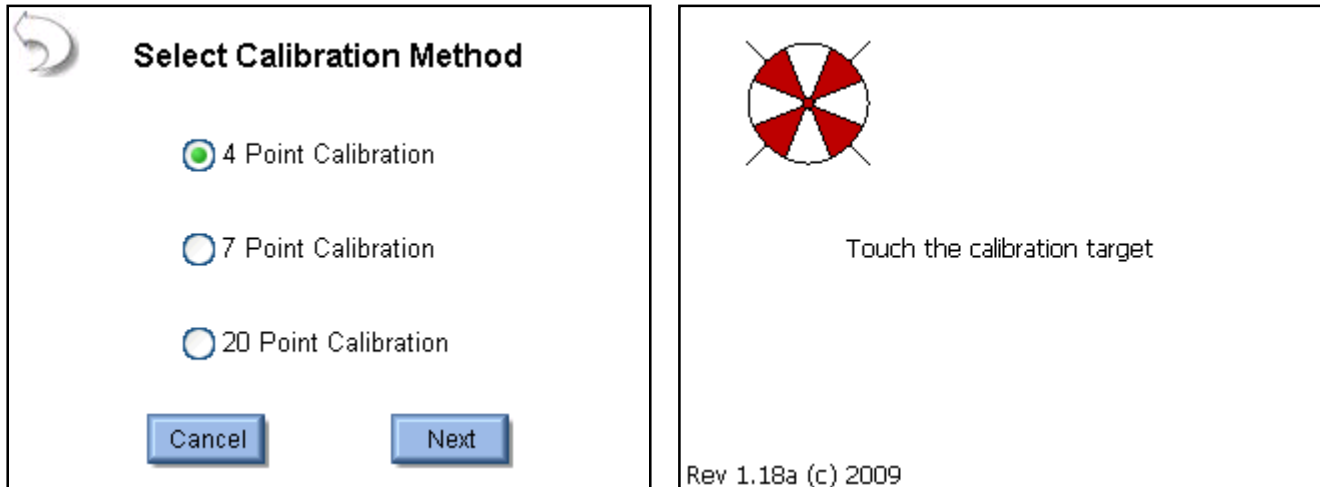 Select Calibration Method
4 Point Calibration
7 Point Calibration
20 Point Calibration
Cancel
Next
Touch the calibration target
Rev 1.18a (c) 2009